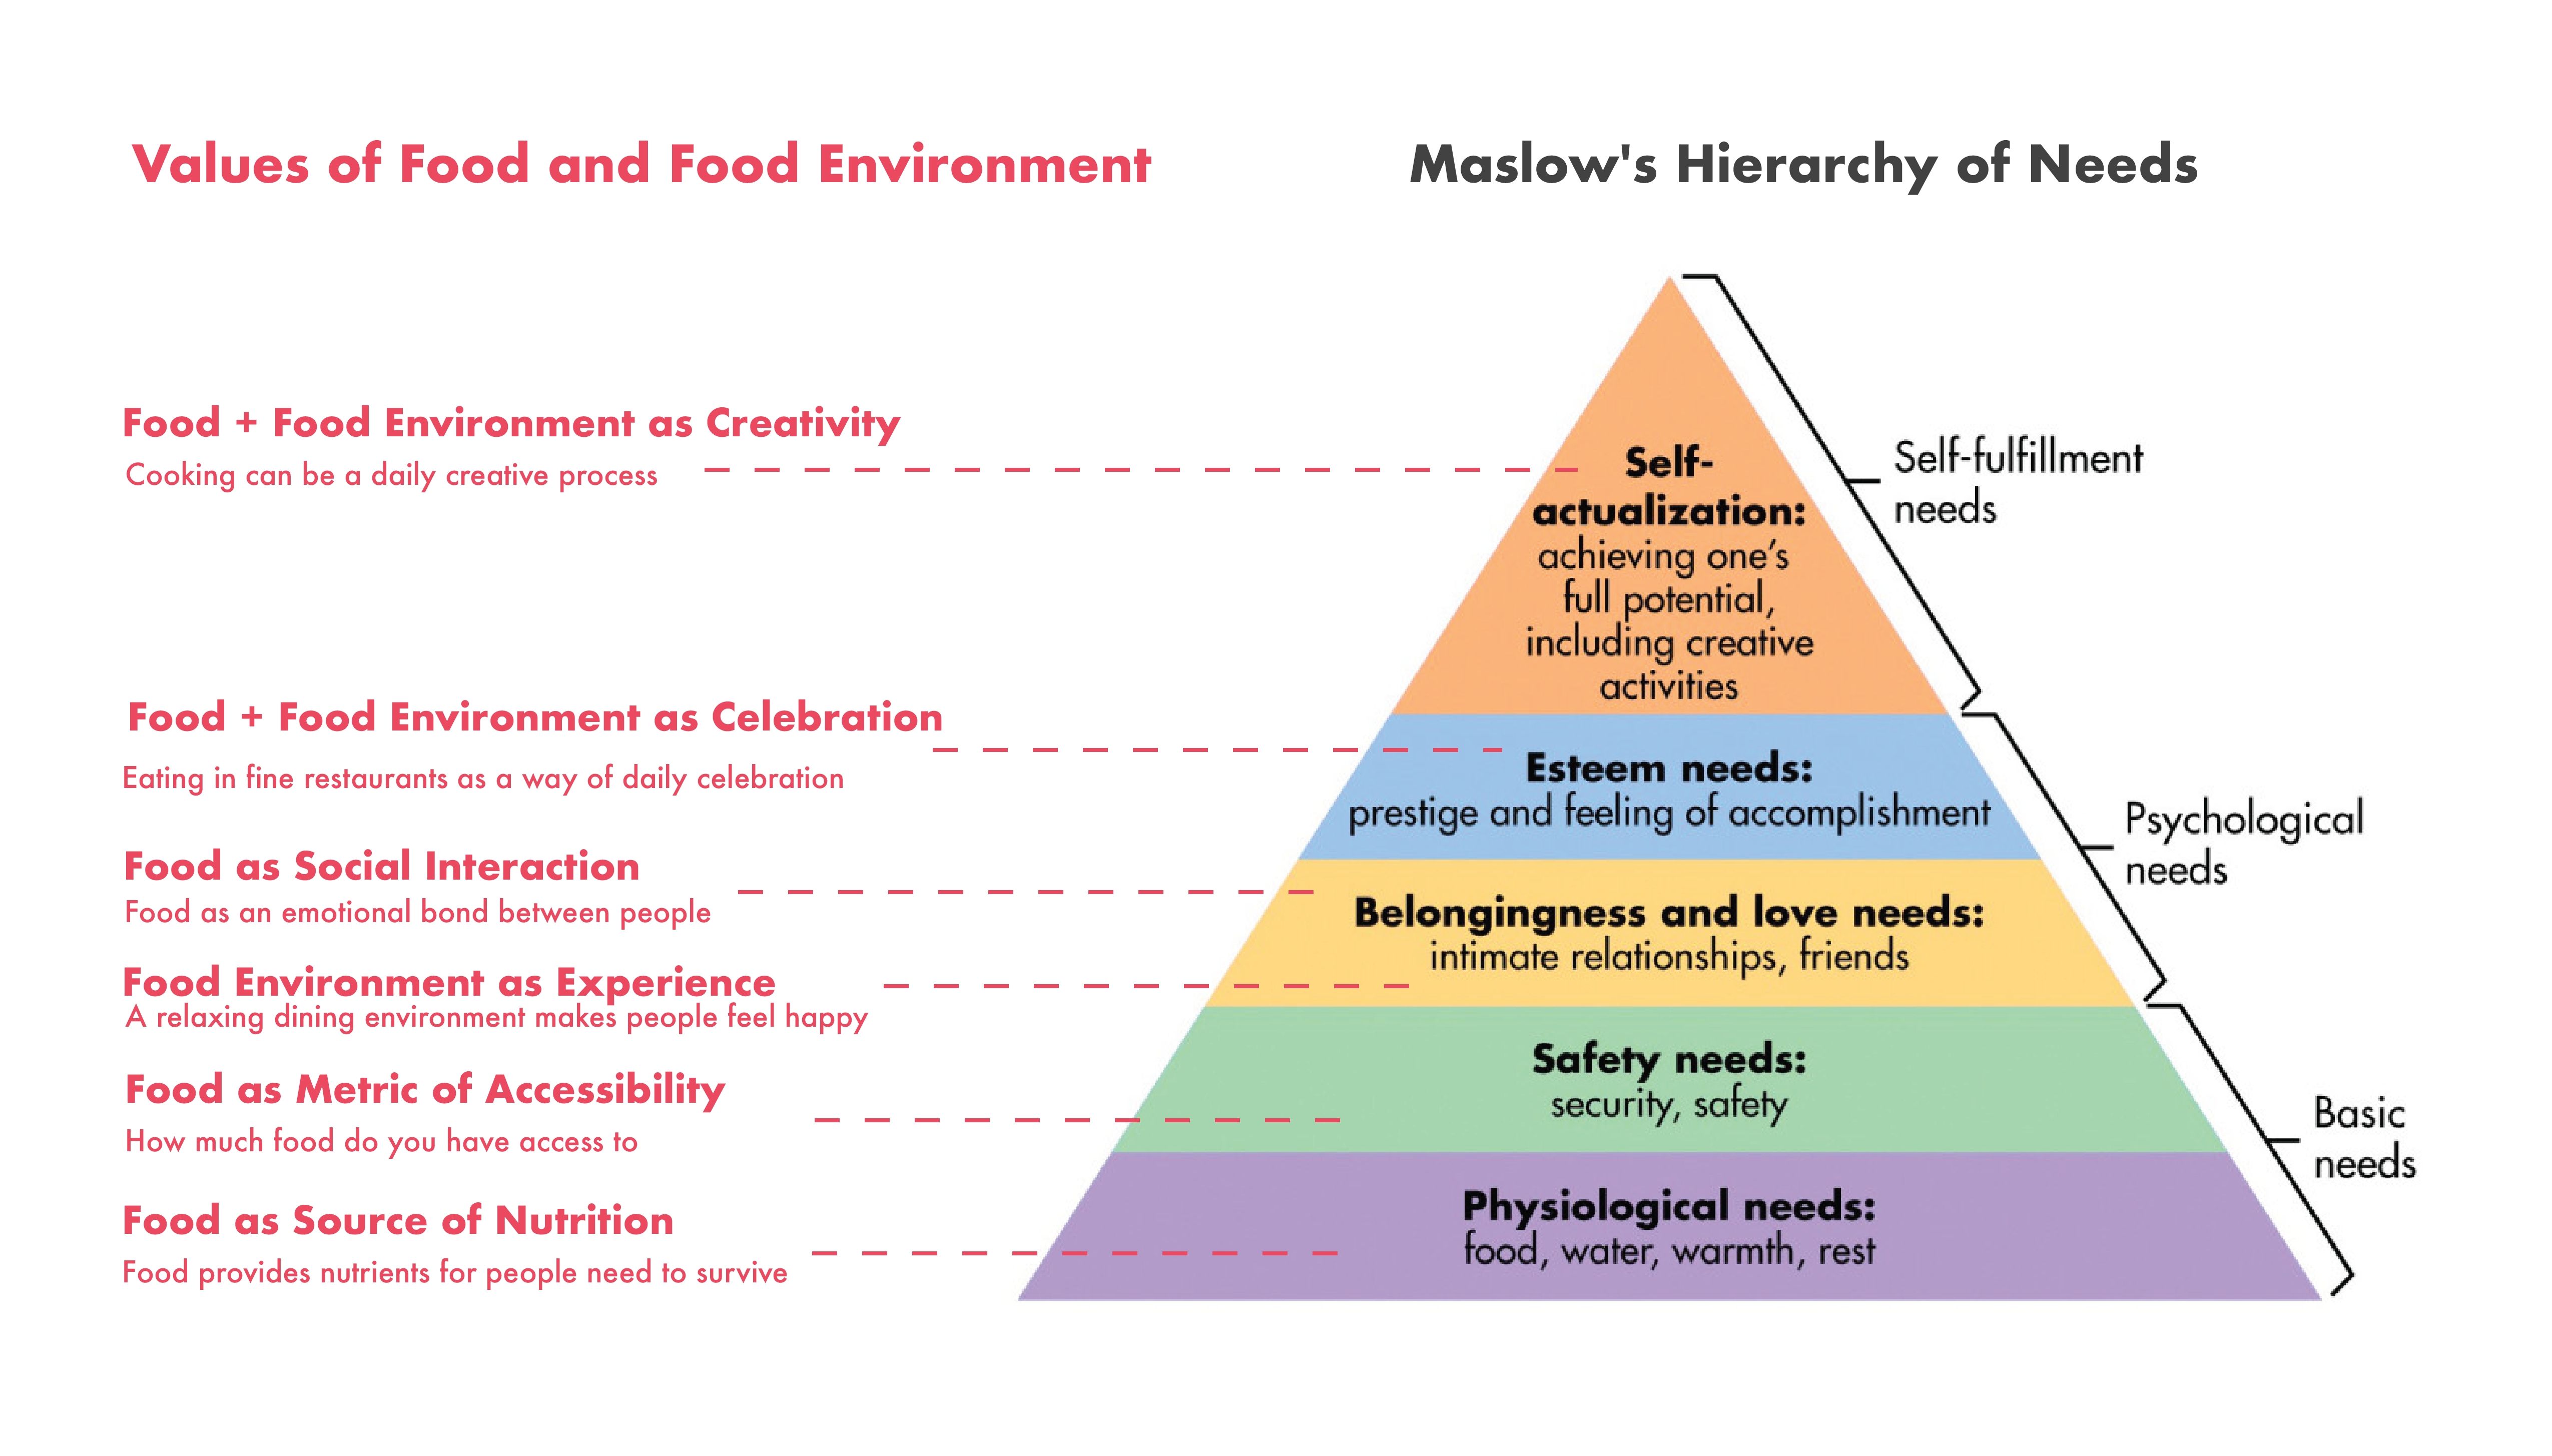 Values of Food and Food Environment
Maslow's Hierarchy of Needs
Food + Food Environment as Creativity
Cooking can be a daily creative process
Food + Food Environment as Celebration
Eating in fine restaurants as a way of daily celebration
Food as Social Interaction
Food as an emotional bond between people
Food Environment as Experience
A relaxing dining environment makes people feel happy
Food as Metric of Accessibility
How much food do you have access to
Food as Source of Nutrition
Food provides nutrients for people need to survive
Self-
actualization:
achieving one’s
full potential,
including creative
activities
Esteem needs:
prestige and feeling of accomplishment
Belongingness and love needs:
intimate relationships, friends
Safety needs:
security, safety
Physiological needs:
food, water, warmth, rest
Self-fulfillment
needs
Psychological
needs
Basic
needs